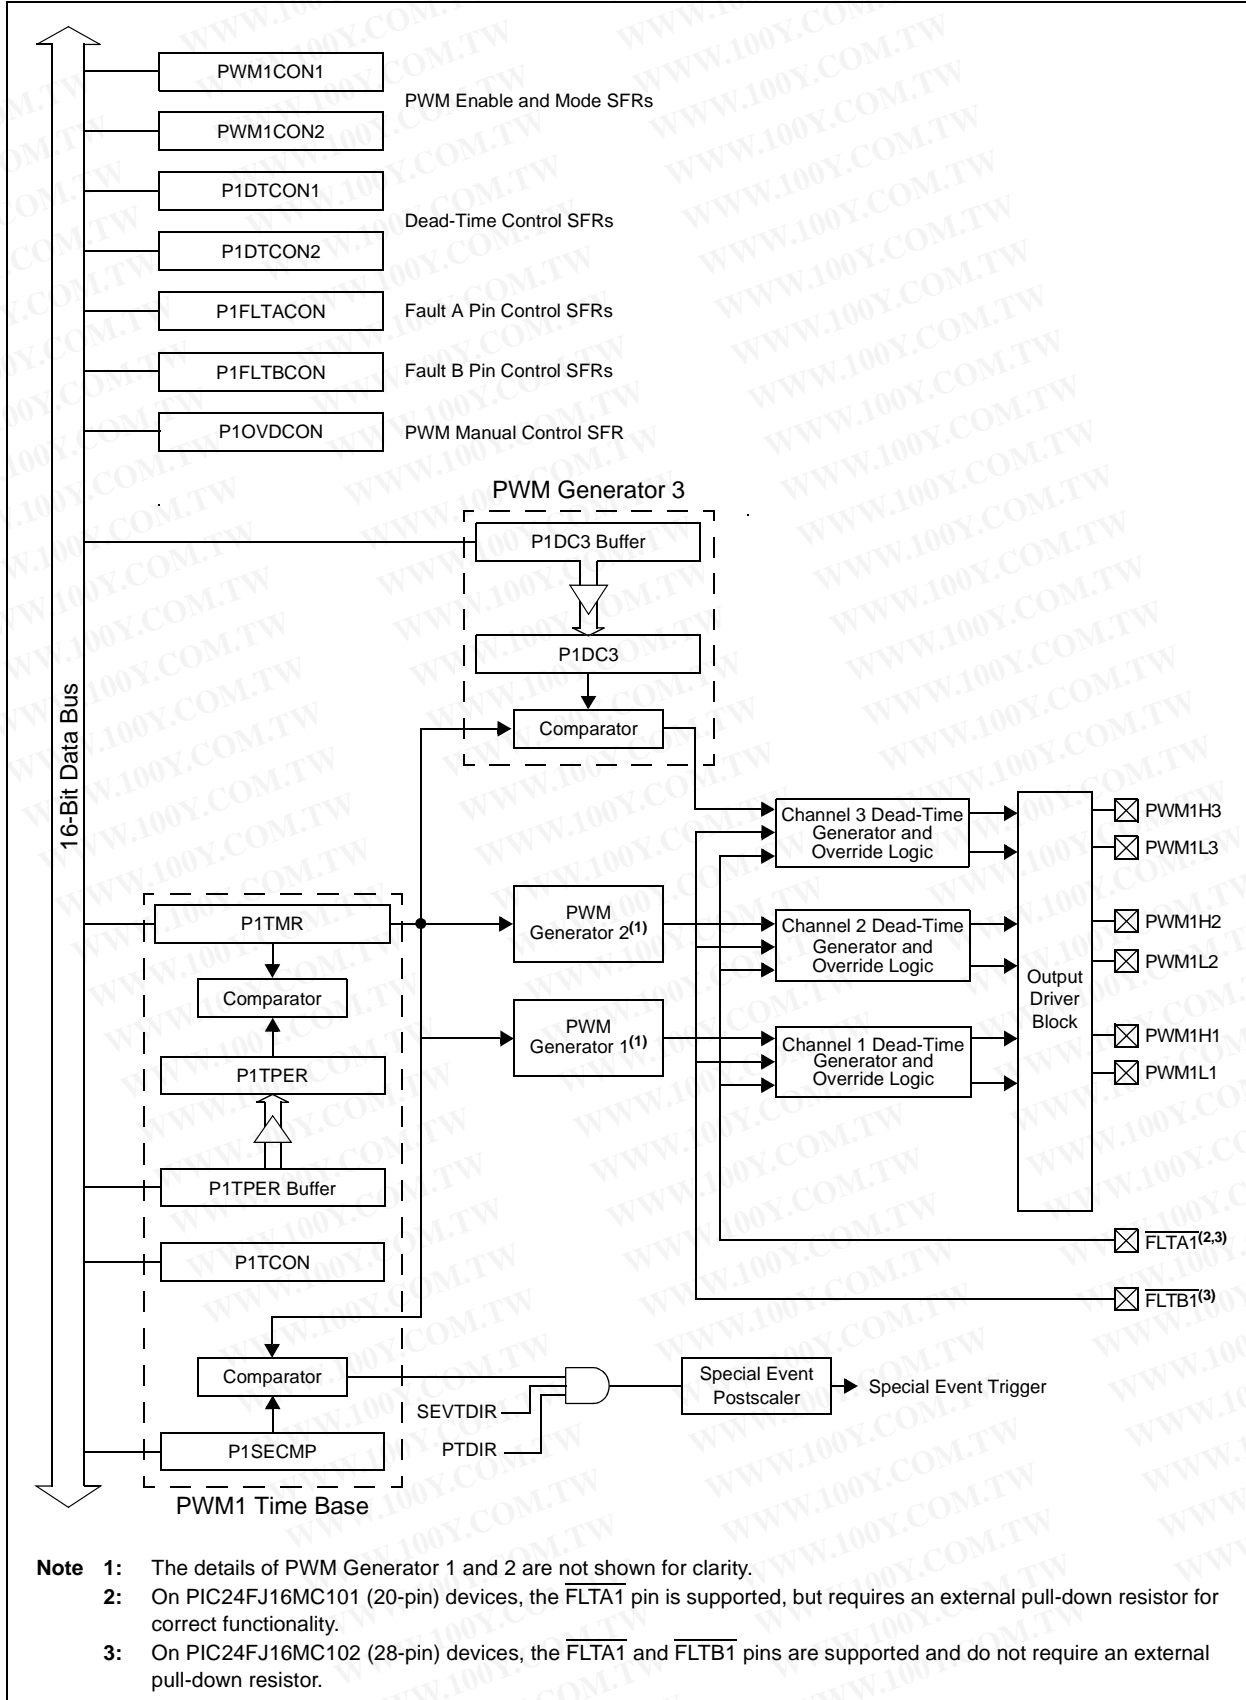 PWM1CON1
PWM Enable and Mode SFRs
PWM1CON2
P1DTCON1
Dead-Time Control SFRs
P1DTCON2
P1FLTACON
Fault A Pin Control SFRs
P1FLTBCON
Fault B Pin Control SFRs
P1OVDCON
PWM Manual Control SFR
16-Bit Data Bus
PWM Generator 3
P1DC3 Buffer
P1DC3
Comparator
Channel 3 Dead-Time
Generator and
Override Logic
PWM1H3
PWM1L3
P1TMR
PWM
Generator 2(1)
Channel 2 Dead-Time
Generator and
Override Logic
PWM1H2
PWM1L2
Comparator
Output
Driver
Block
PWM
Generator 1(1)
Channel 1 Dead-Time
Generator and
Override Logic
PWM1H1
PWM1L1
P1TPER
P1TPER Buffer
P1TCON
FLTA1(2,3)
FLTB1(3)
Comparator
SEVTDIR
PTDIR
Special Event
Postscaler
Special Event Trigger
P1SECMP
PWM1 Time Base
Note 1: The details of PWM Generator 1 and 2 are not shown for clarity.
2: On PIC24FJ16MC101 (20-pin) devices, the FLTA1 pin is supported, but requires an external pull-down resistor for
correct functionality.
3: On PIC24FJ16MC102 (28-pin) devices, the FLTA1 and FLTB1 pins are supported and do not require an external
pull-down resistor.
WWW.100Y.COM.TW